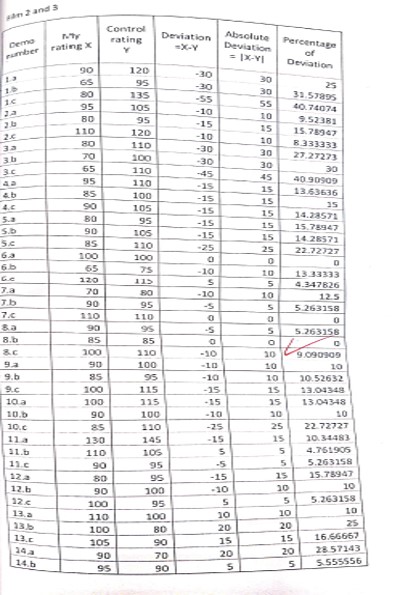 2 and 3
Demo number My rating X Control rating Y Deviation =X-Y Absolute Deviation = |X-Y| Percentage of Deviation
1.a 90 120 -30 30 25
1.b 65 95 -30 30 31.57895
1.c 80 135 -55 55 40.74074
2.a 95 105 -10 10 9.52381
2.b 80 95 -15 15 15.78947
2.c 110 120 -10 10 8.333333
3.a 80 110 -30 30 27.27273
3.b 70 100 -30 30 30
3.c 65 110 -45 45 40.90909
4.a 95 110 -15 15 13.63636
4.b 85 100 -15 15 15
4.c 90 105 -15 15 14.28571
5.a 80 95 -15 15 15.78947
5.b 90 105 -15 15 14.28571
5.c 85 110 -25 25 22.72727
6.a 100 100 0 0 0
6.b 65 75 -10 10 13.33333
6.c 120 115 5 5 4.347826
7.a 70 80 -10 10 12.5
7.b 90 95 -5 5 5.263158
7.c 110 110 0 0 0
8.a 90 95 -5 5 5.263158
8.b 85 85 0 0 0
8.c 100 110 -10 10 9.090909
9.a 90 100 -10 10 10
9.b 85 95 -10 10 10.52632
9.c 100 115 -15 15 13.04348
10.a 100 115 -15 15 13.04348
10.b 90 100 -10 10 10
10.c 85 110 -25 25 22.72727
11.a 130 145 -15 15 10.34483
11.b 110 105 5 5 4.761905
11.c 90 95 -5 5 5.263158
12.a 80 95 -15 15 15.78947
12.b 90 100 -10 10 10
12.c 100 95 5 5 5.263158
13.a 110 100 10 10 10
13.b 100 80 20 20 25
13.c 105 90 15 15 16.66667
14.a 90 70 20 20 28.57143
14.b 95 90 5 5 5.555556